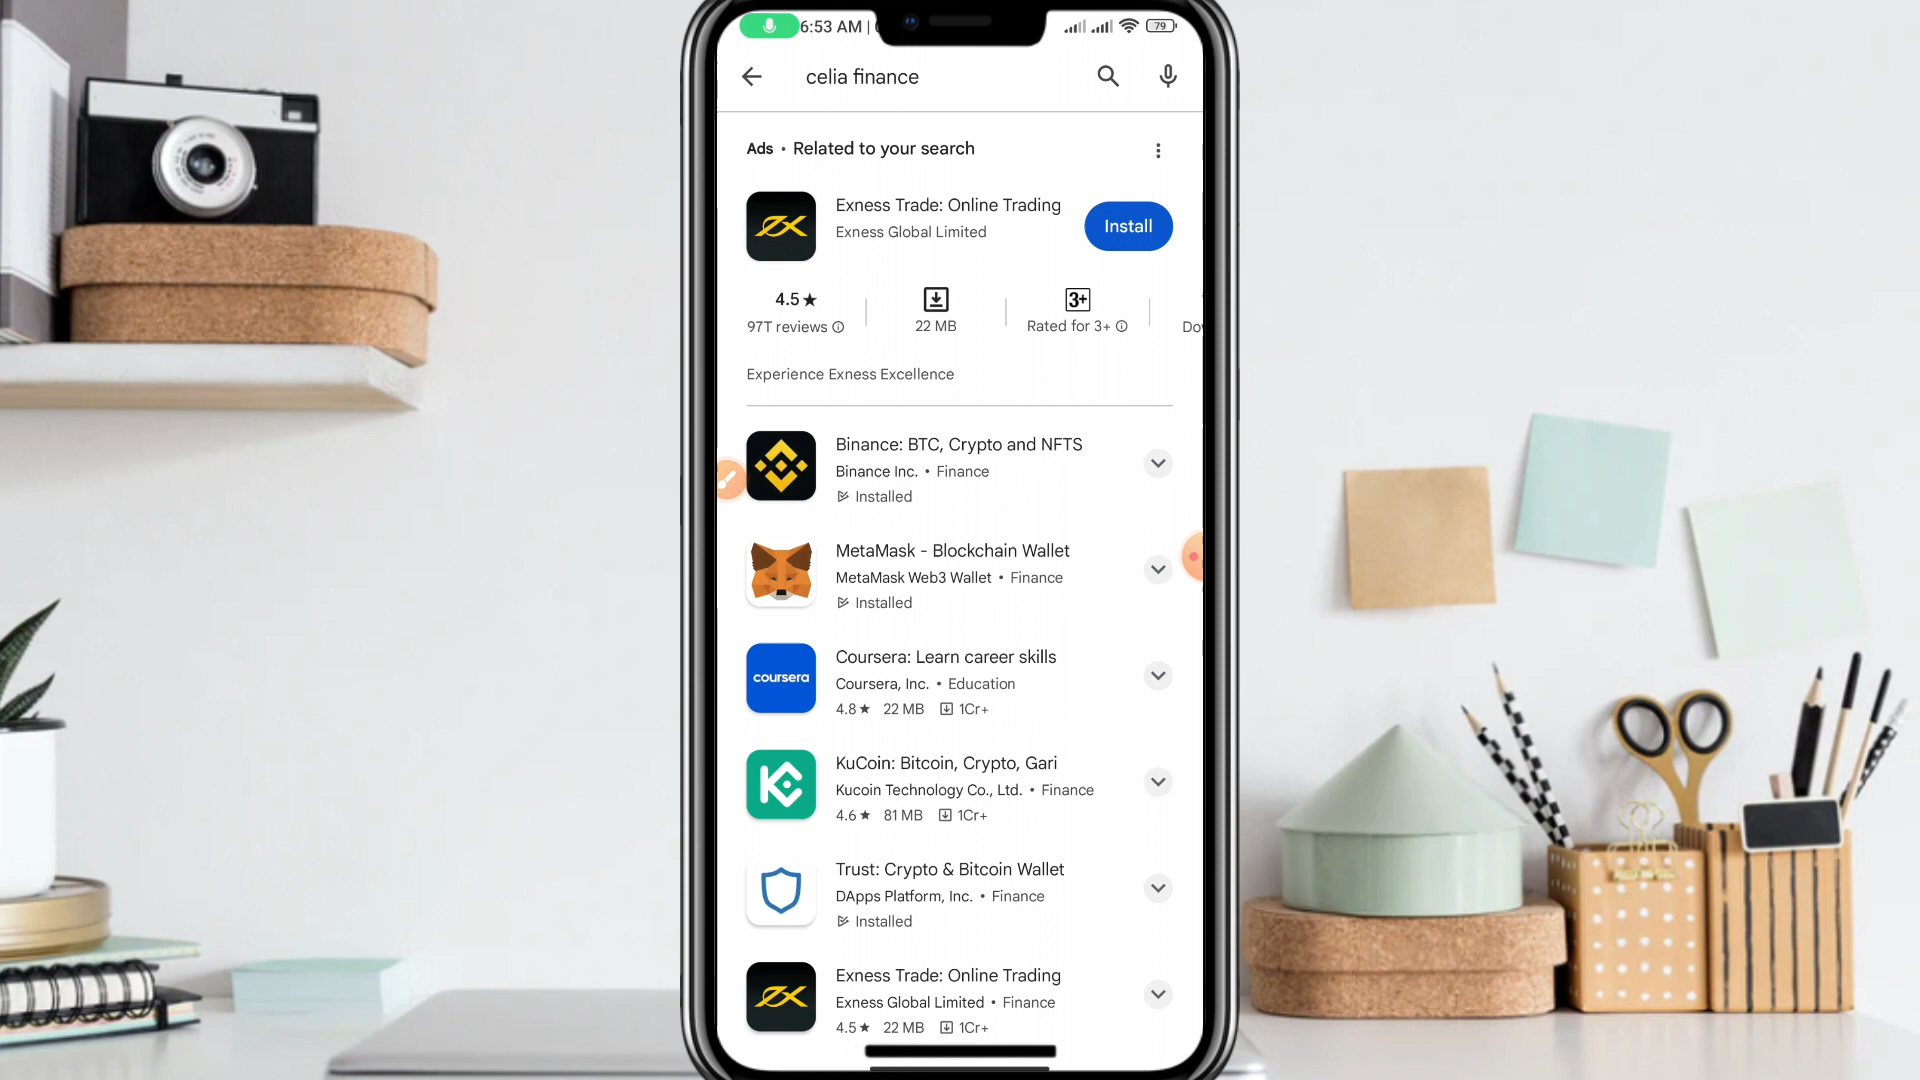 6:53 AM |
79
celia finance
Ads • Related to your search
Exness Trade: Online Trading
Exness Global Limited
Install
4.5★
3+
97T reviews
22 MB
Rated for 3+
Experience Exness Excellence
Binance: BTC, Crypto and NFTS
Binance Inc. • Finance
Installed
MetaMask - Blockchain Wallet
MetaMask Web3 Wallet • Finance
Installed
coursera
Coursera: Learn career skills
Coursera, Inc. • Education
4.8★ 22 MB 1Cr+
KuCoin: Bitcoin, Crypto, Gari
Kucoin Technology Co., Ltd. • Finance
4.6★ 81 MB 1Cr+
Trust: Crypto & Bitcoin Wallet
DApps Platform, Inc. • Finance
Installed
Exness Trade: Online Trading
Exness Global Limited • Finance
4.5★ 22 MB 1Cr+